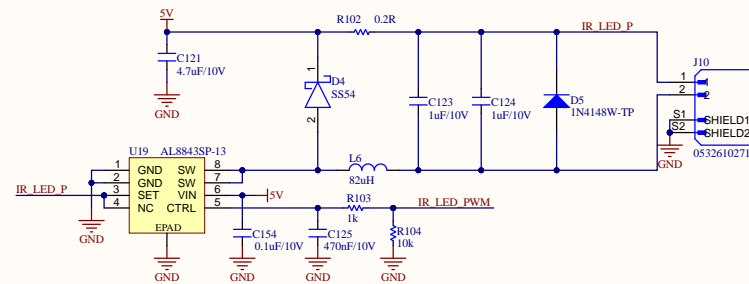 5V
R102 0.2R
IR_LED_P
C121
4.7uF/10V
GND
1
D4
SS54
2
C123
1uF/10V
C124
1uF/10V
D5
1N4148W-TP
J10
1 1
2 2
S1 SHIELD1
S2 SHIELD2
0532610271
GND
U19 AL8843SP-13
1 GND SW 8
2 GND SW 7
3 SET VIN 6
4 NC CTRL 5
EPAD
IR_LED_P
L6
82uH
5V
R103
1k
IR_LED_PWM
C154
0.1uF/10V
C125
470nF/10V
R104
10k
GND
GND
GND
GND
GND